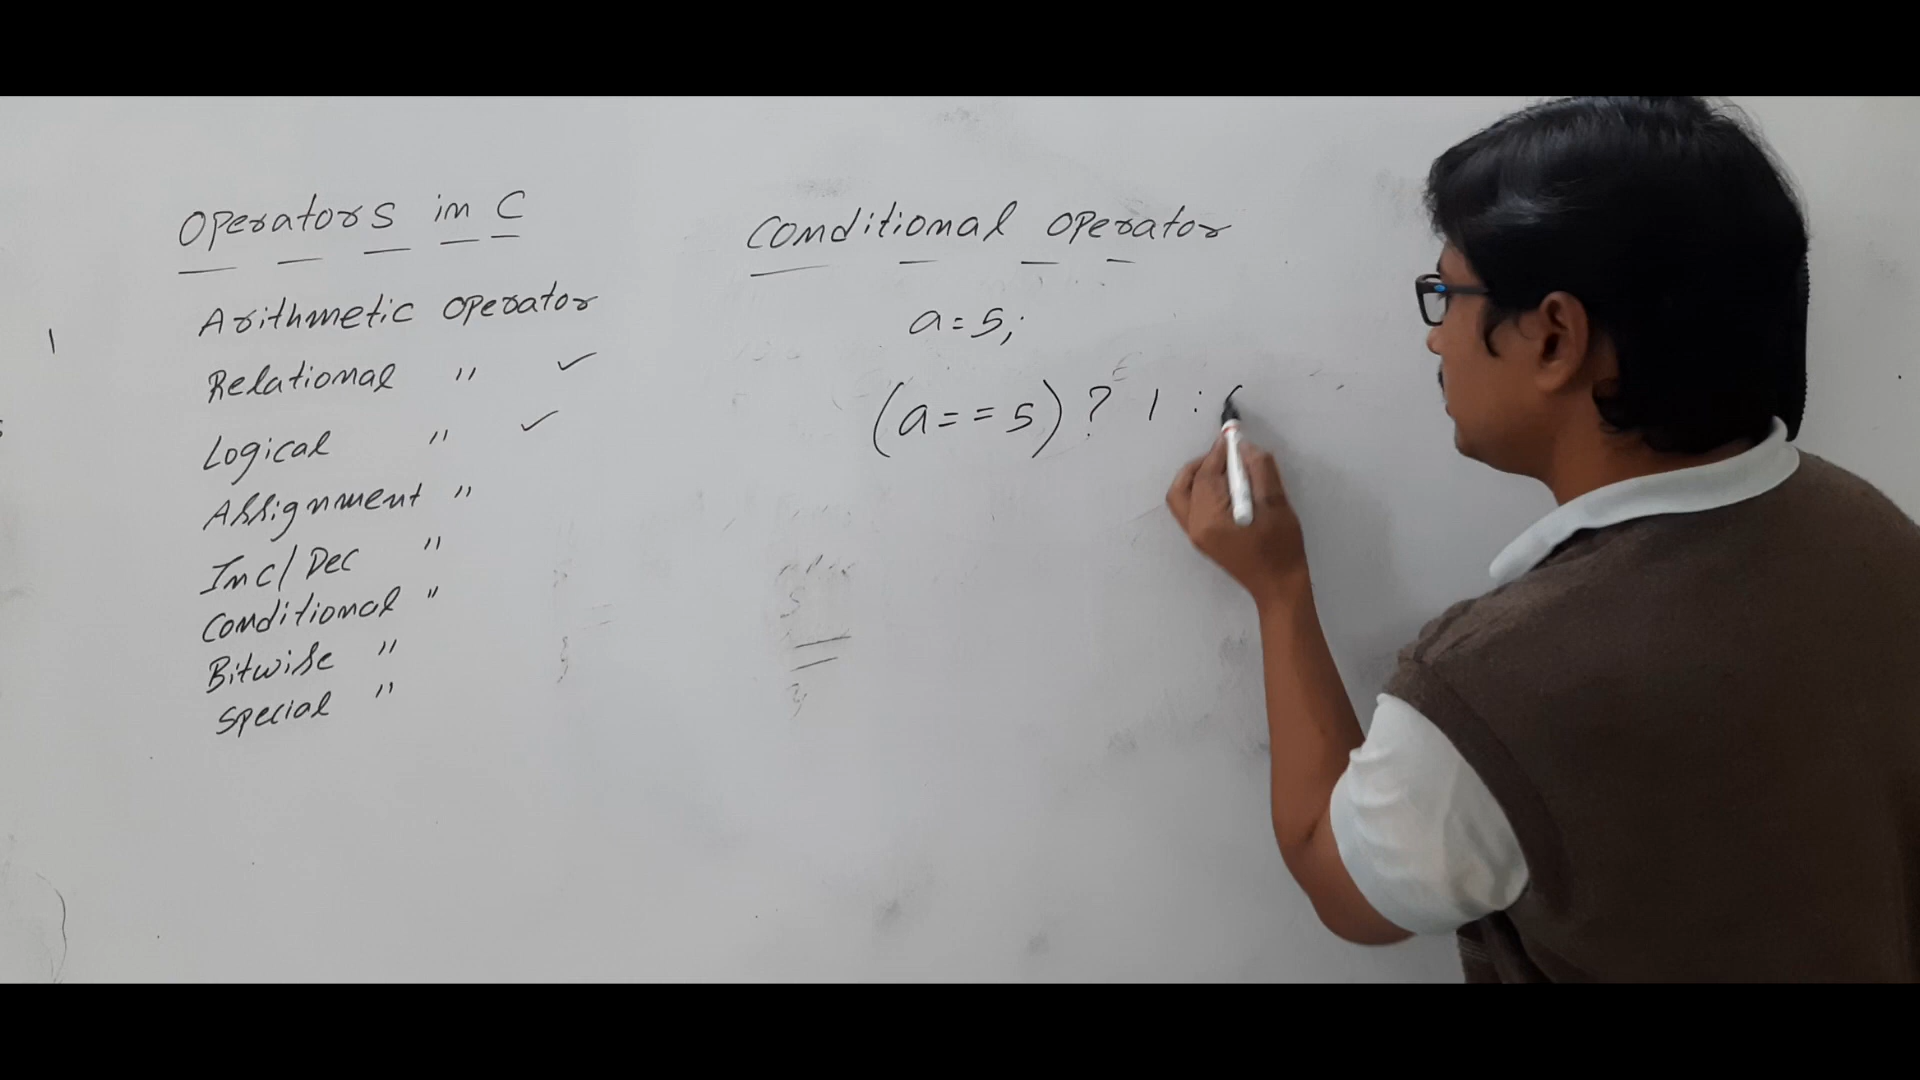 Operators in C
Arithmetic Operator
Relational " ✓
Logical " ✓
Assignment "
Inc/Dec "
Conditional "
Bitwise "
Special "
Conditional Operator
a=5;
(a==5) ? 1 :